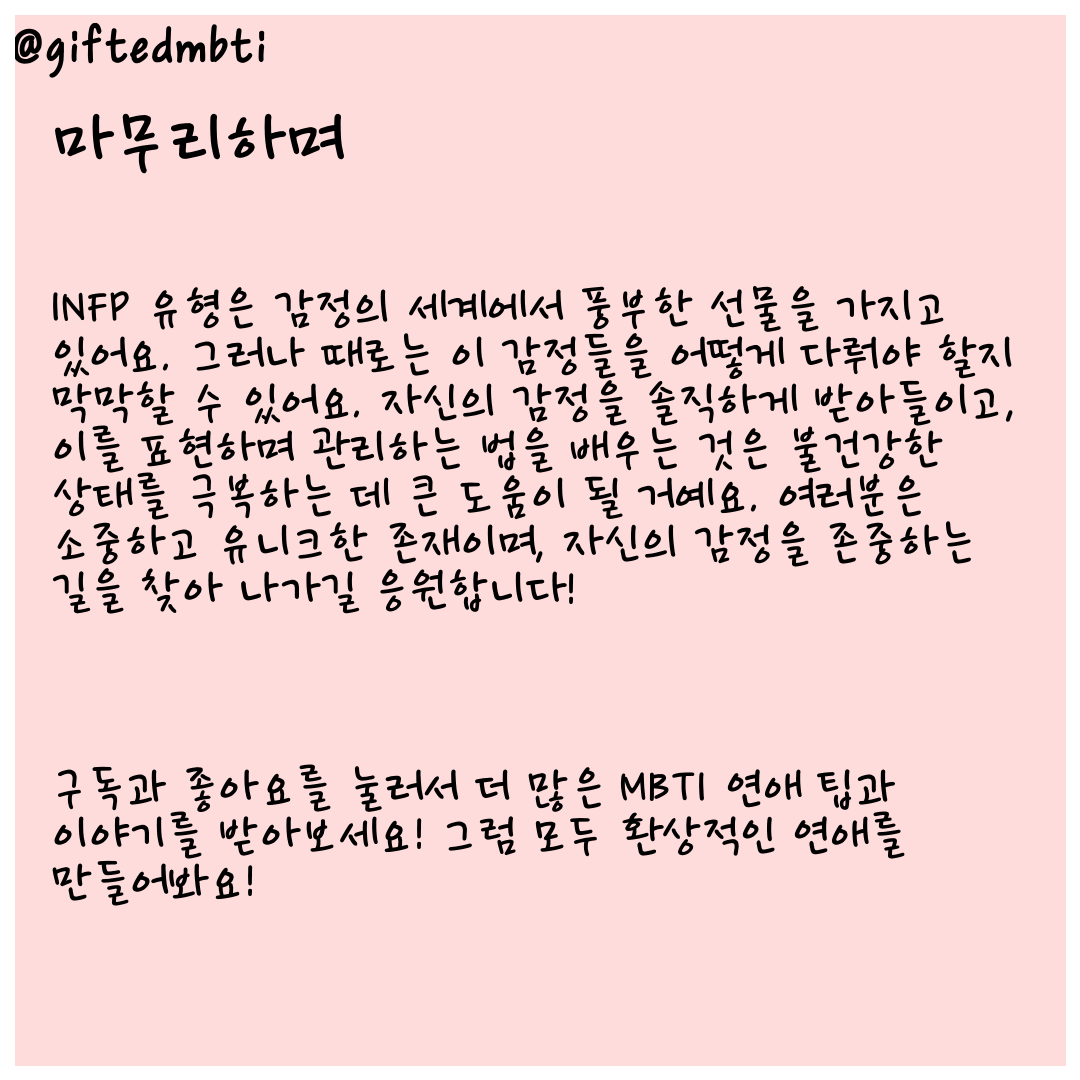 @giftedmbti
마무리하며
INFP 유형은 감정의 세계에서 풍부한 선물을 가지고
있어요. 그러나 때로는 이 감정들을 어떻게 다뤄야 할지
막막할 수 있어요. 자신의 감정을 솔직하게 받아들이고,
이를 표현하며 관리하는 법을 배우는 것은 불건강한
상태를 극복하는 데 큰 도움이 될 거예요. 여러분은
소중하고 유니크한 존재이며, 자신의 감정을 존중하는
길을 찾아 나가길 응원합니다!
구독과 좋아요를 눌러서 더 많은 MBTI 연애 팁과
이야기를 받아보세요! 그럼 모두 환상적인 연애를
만들어봐요!